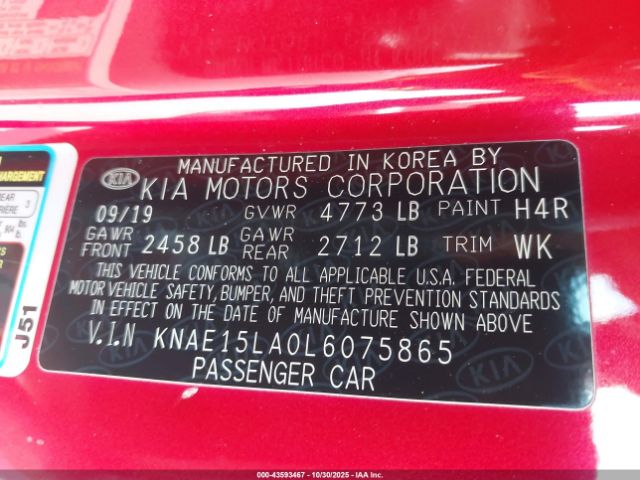 MANUFACTURED IN KOREA BY
KIA KIA MOTORS CORPORATION
09/19 GVWR 4773 LB PAINT H4R
GAWR FRONT 2458 LB GAWR REAR 2712 LB TRIM WK
THIS VEHICLE CONFORMS TO ALL APPLICABLE U.S.A. FEDERAL
MOTOR VEHICLE SAFETY, BUMPER, AND THEFT PREVENTION STANDARDS
IN EFFECT ON THE DATE OF MANUFACTURE SHOWN ABOVE
V.I.N KNAE15LA0L6075865
PASSENGER CAR
HARGEMENT
3
J51
000-43593467 - 10/30/2025 - IAA, Inc.